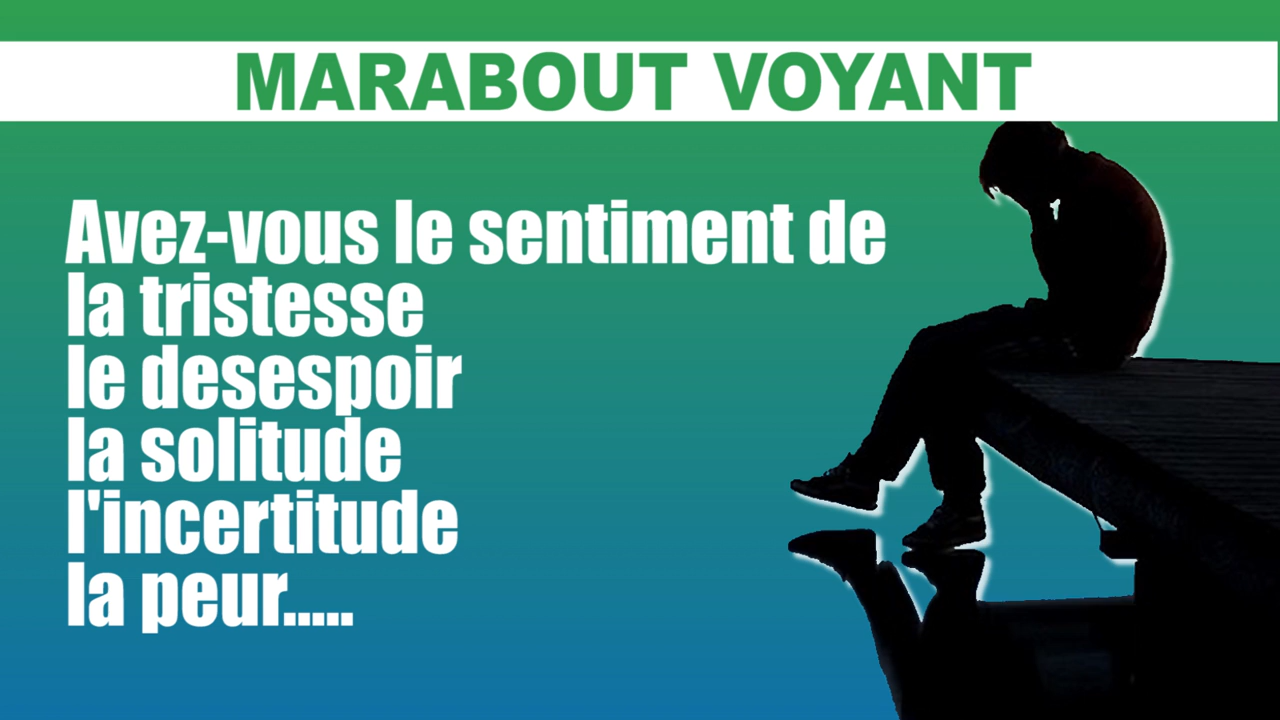 MARABOUT VOYANT
Avez-vous le sentiment de
la tristesse
le desespoir
la solitude
l'incertitude
la peur.....